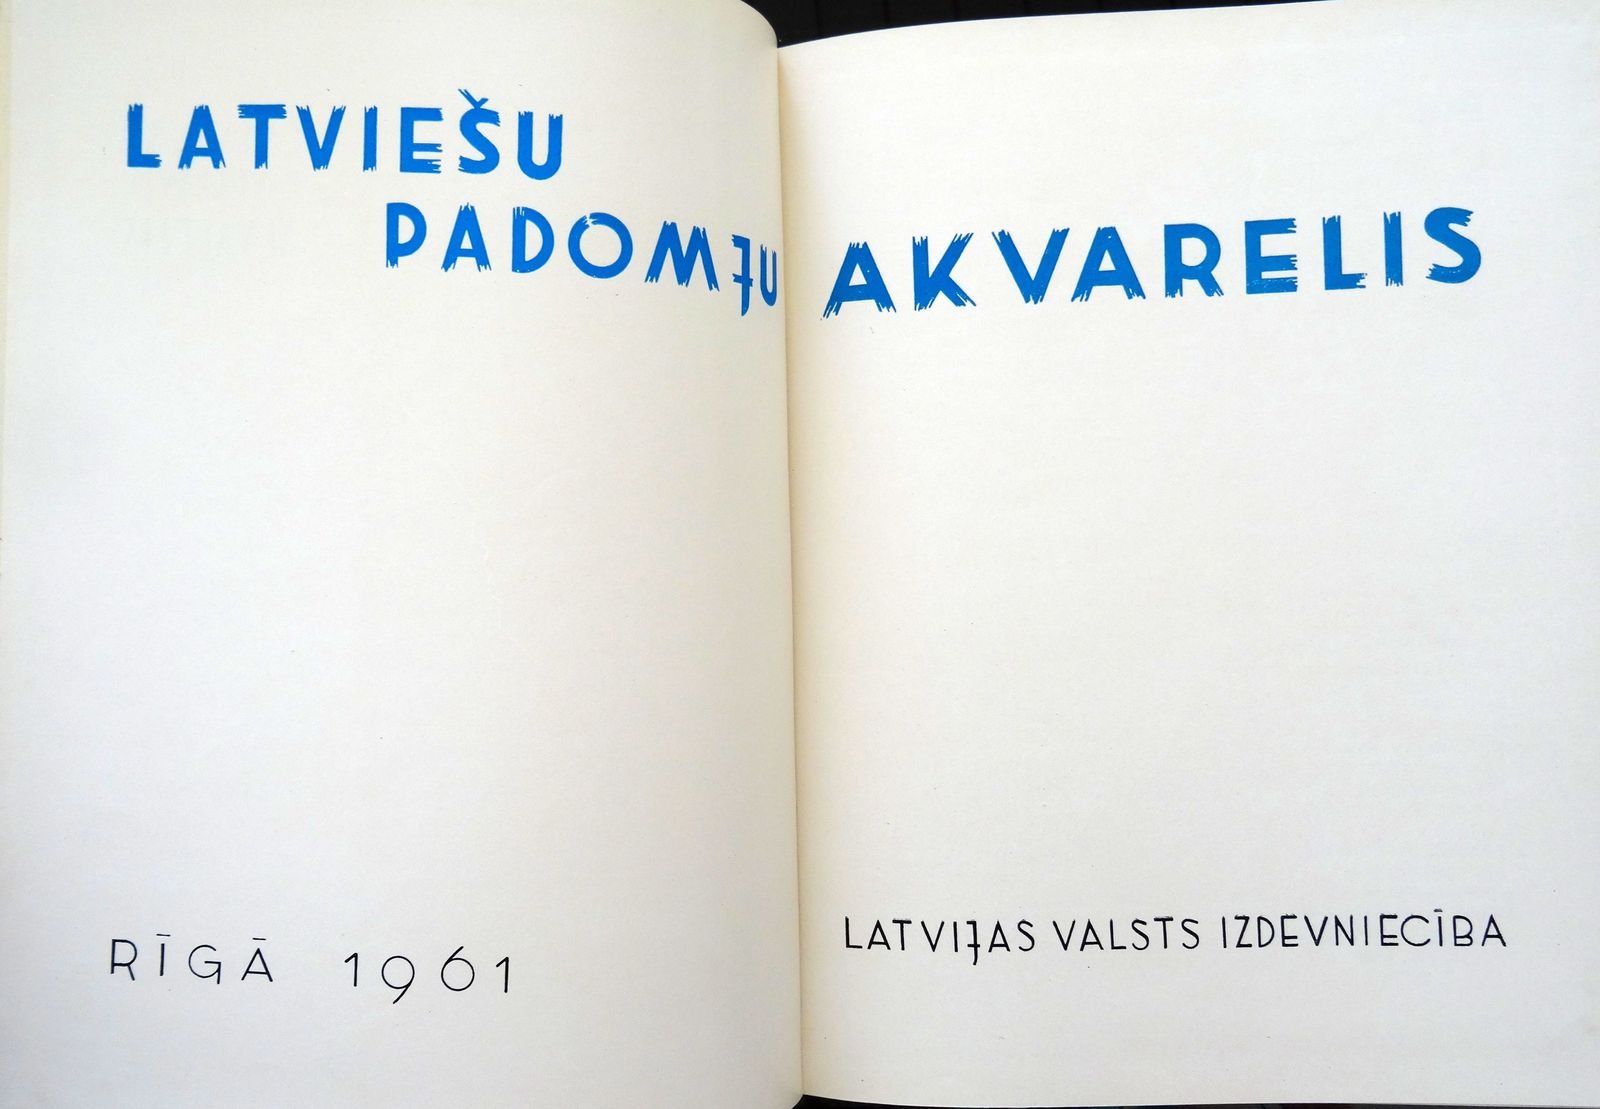 LATVIEŠU
PADOMJU AKVARELIS
RĪGĀ 1961
LATVIJAS VALSTS IZDEVNIECĪBA